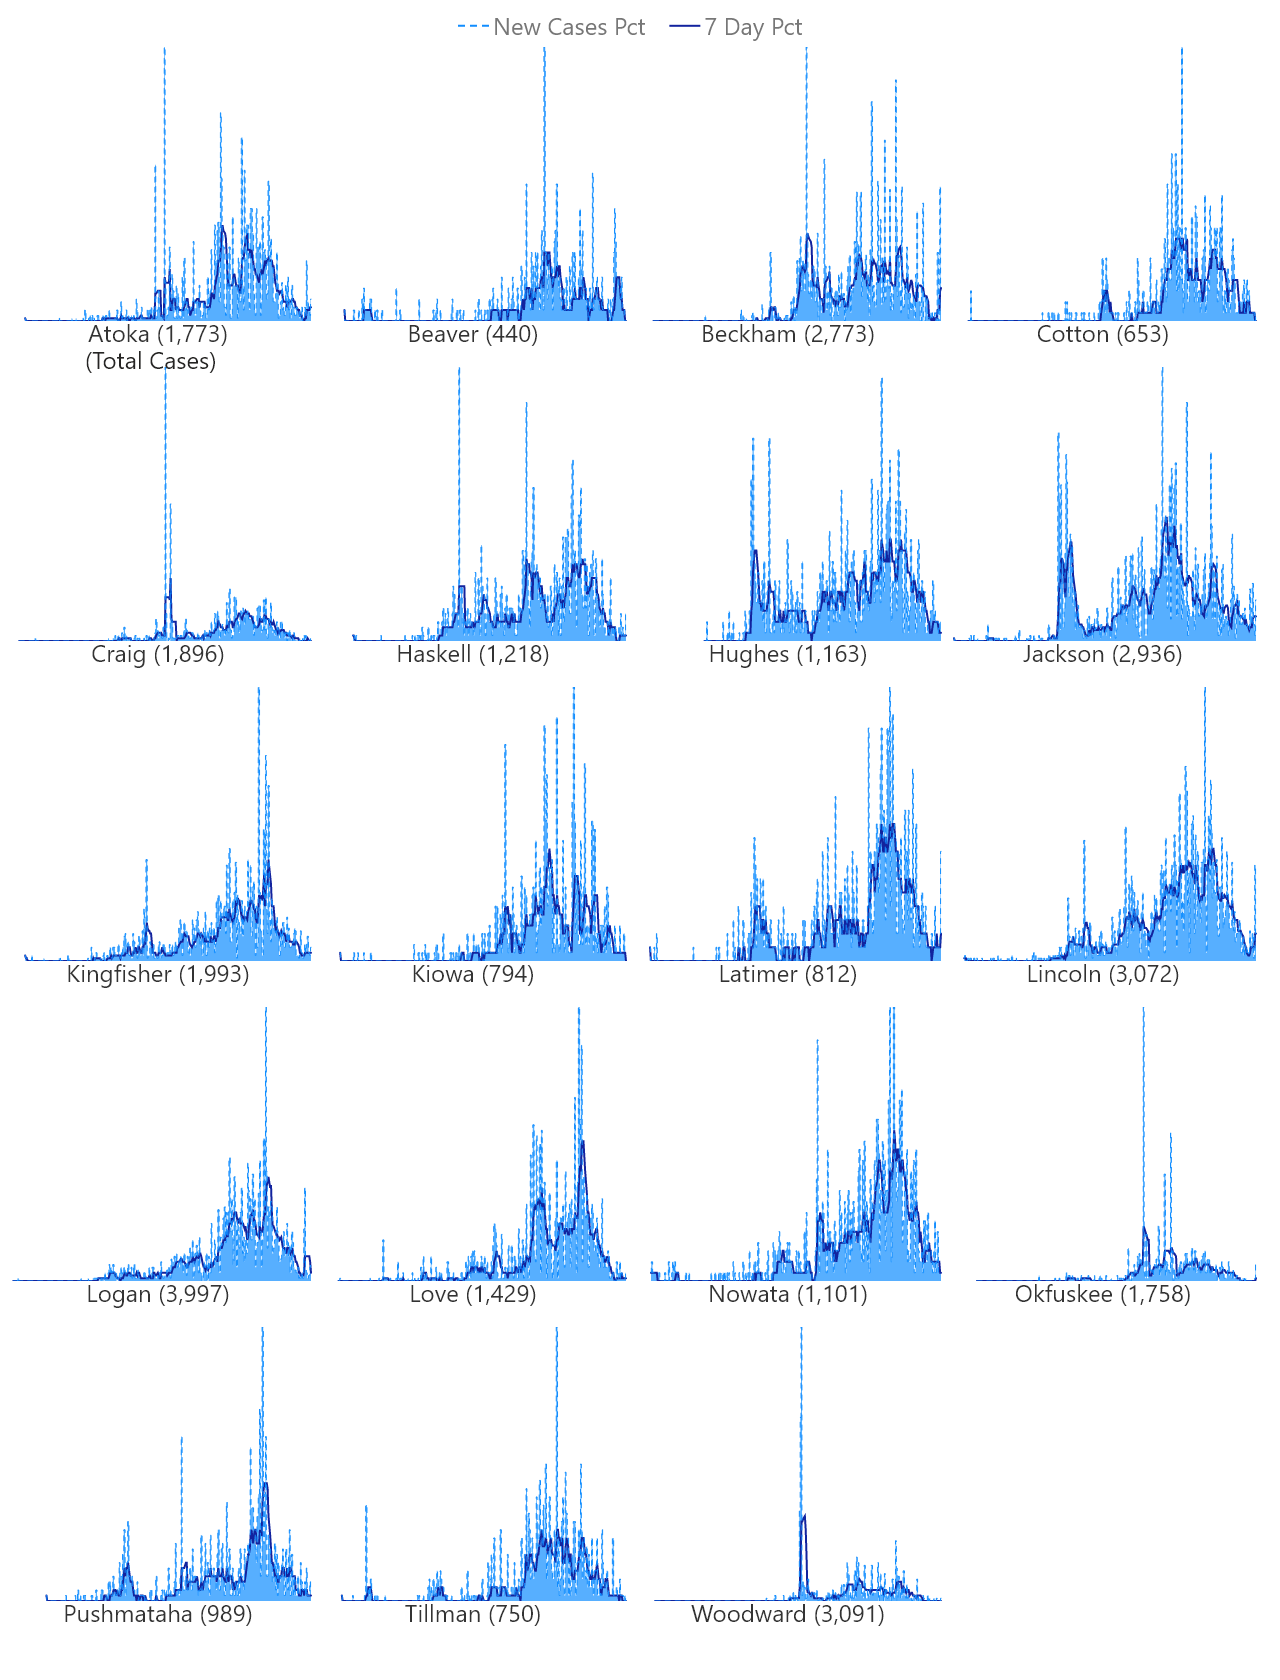 New Cases Pct 7 Day Pct
Atoka (1,773) Beaver (440) Beckham (2,773) Cotton (653)
(Total Cases)
Craig (1,896) Haskell (1,218) Hughes (1,163) Jackson (2,936)
Kingfisher (1,993) Kiowa (794) Latimer (812) Lincoln (3,072)
Logan (3,997) Love (1,429) Nowata (1,101) Okfuskee (1,758)
Pushmataha (989) Tillman (750) Woodward (3,091)